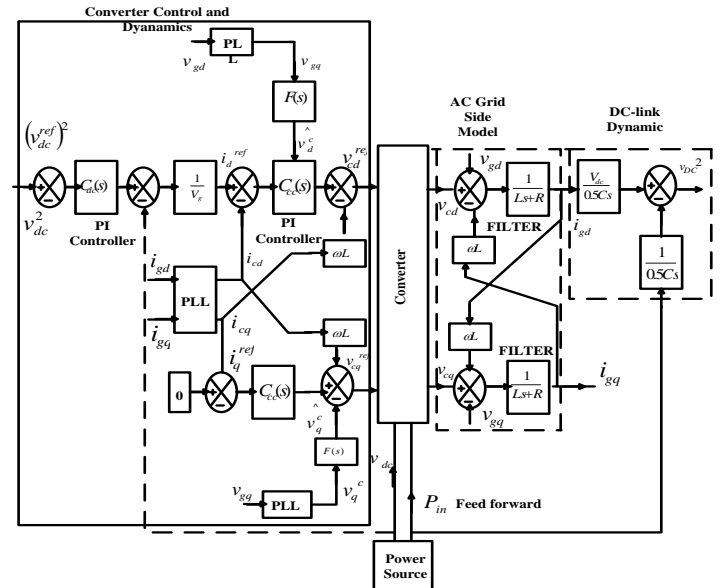 Converter Control and
Dyanamics
v_gd
PL
L
v_gq
F(s)
v̂_d^c
(v_dc^ref)^2
v_dc^2
C_dc(s)
PI
Controller
1/V_g
i_d^ref
C_cc(s)
PI
Controller
v_cd^ref
ωL
i_gd
i_gq
PLL
i_cd
i_cq
ωL
i_q^ref
0
C_cc(s)
v_cq^ref
v̂_q^c
F(s)
v_gq
PLL
v_q^c
Converter
v_dc
P_in
Feed forward
Power
Source
AC Grid
Side
Model
v_gd
v_cd
1/(Ls+R)
FILTER
ωL
i_gd
ωL
FILTER
v_cq
1/(Ls+R)
v_gq
i_gq
DC-link
Dynamic
V_dc/0.5Cs
v_DC^2
1/0.5Cs